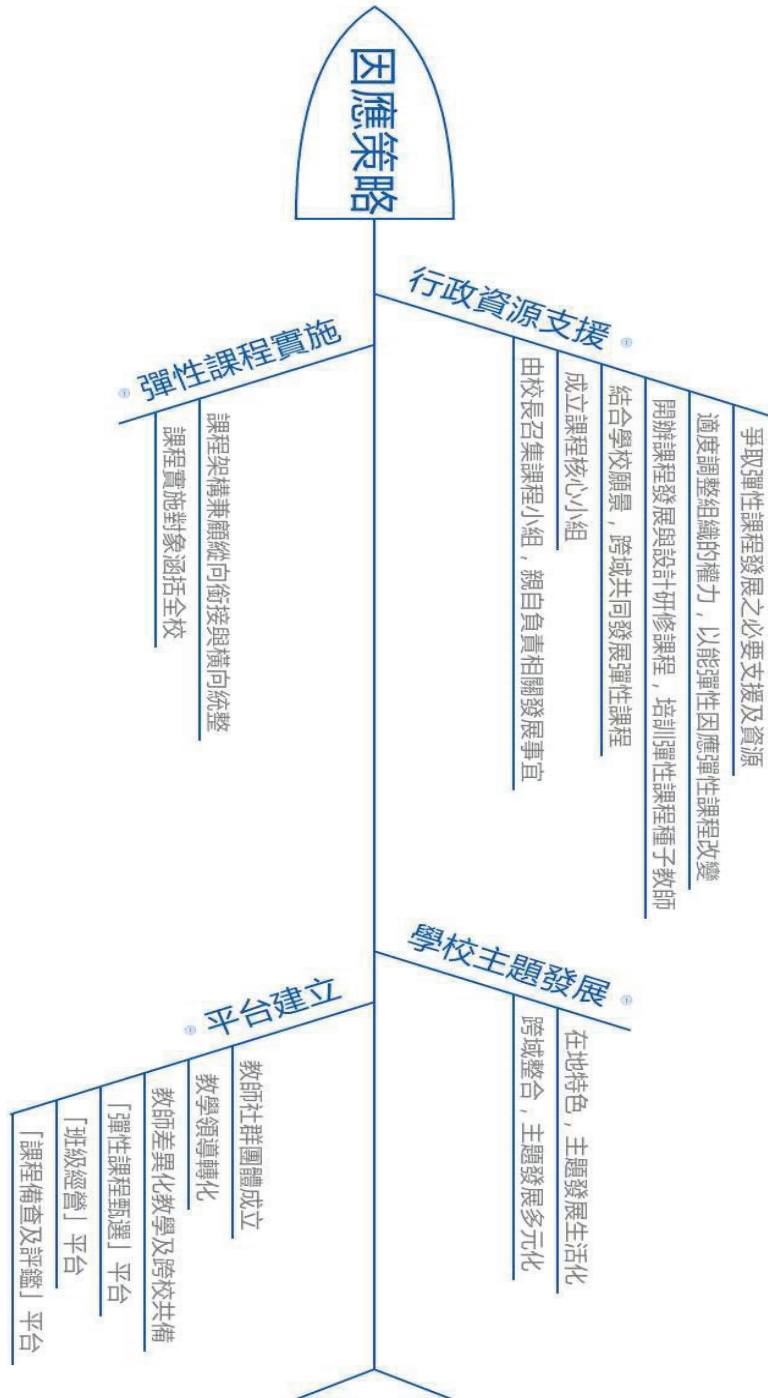 因應策略
行政資源支援
爭取彈性課程發展之必要支援及資源
適度調整組織的權力，以能彈性因應彈性課程改變
開辦課程發展與設計研修課程，培訓彈性課程種子教師
結合學校願景，跨域共同發展彈性課程
成立課程核心小組
由校長召集課程小組，親自負責相關發展事宜
彈性課程實施
課程架構兼顧縱向銜接與橫向統整
課程實施對象涵括全校
學校主題發展
在地特色，主題發展生活化
跨域整合，主題發展多元化
平台建立
教師社群團體成立
教學領導轉化
教師差異化教學及跨校共備
「彈性課程甄選」平台
「班級經營」平台
「課程備查及評鑑」平台